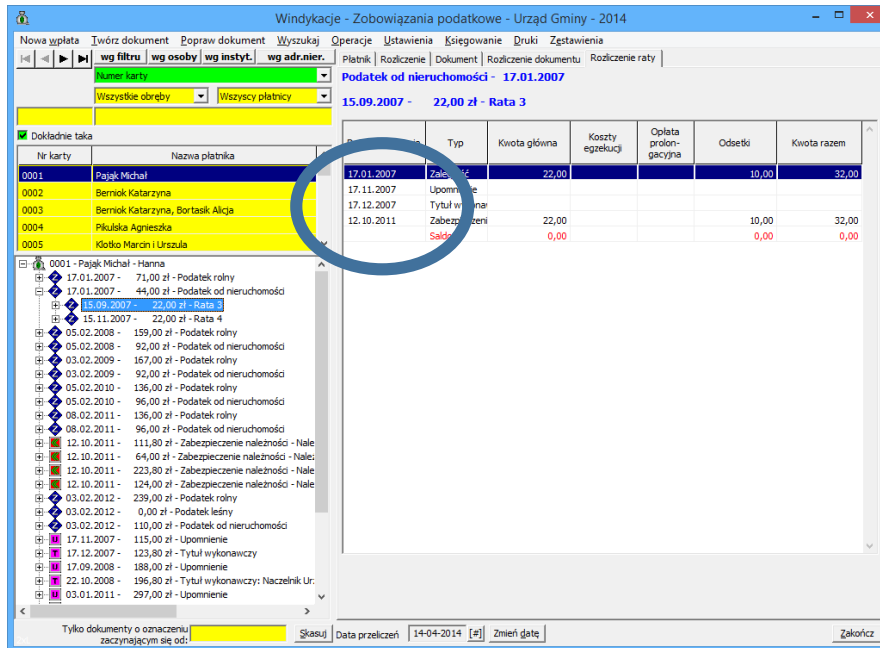 Windykacje - Zobowiązania podatkowe - Urząd Gminy - 2014
Nowa wpłata Twórz dokument Popraw dokument Wyszukaj Operacje Ustawienia Księgowanie Druki Zestawienia
wg filtru wg osoby wg instyt. wg adr.nier.
Numer karty
Wszystkie obręby Wszyscy płatnicy
Dokładnie taka
Nr karty Nazwa płatnika
0001 Pająk Michał
0002 Berniok Katarzyna
0003 Berniok Katarzyna, Bortasik Alicja
0004 Pikulska Agnieszka
0005 Klotko Marcin i Urszula
0001 - Pająk Michał - Hanna
17.01.2007 - 71,00 zł - Podatek rolny
17.01.2007 - 44,00 zł - Podatek od nieruchomości
15.09.2007 - 22,00 zł - Rata 3
15.11.2007 - 22,00 zł - Rata 4
05.02.2008 - 159,00 zł - Podatek rolny
05.02.2008 - 92,00 zł - Podatek od nieruchomości
03.02.2009 - 167,00 zł - Podatek rolny
03.02.2009 - 92,00 zł - Podatek od nieruchomości
05.02.2010 - 136,00 zł - Podatek rolny
05.02.2010 - 96,00 zł - Podatek od nieruchomości
08.02.2011 - 136,00 zł - Podatek rolny
08.02.2011 - 96,00 zł - Podatek od nieruchomości
12.10.2011 - 111,80 zł - Zabezpieczenie należności - Nale
12.10.2011 - 64,00 zł - Zabezpieczenie należności - Należ
12.10.2011 - 223,80 zł - Zabezpieczenie należności - Nale
12.10.2011 - 124,00 zł - Zabezpieczenie należności - Nale
03.02.2012 - 239,00 zł - Podatek rolny
03.02.2012 - 0,00 zł - Podatek leśny
03.02.2012 - 110,00 zł - Podatek od nieruchomości
17.11.2007 - 115,00 zł - Upomnienie
17.12.2007 - 123,80 zł - Tytuł wykonawczy
17.09.2008 - 188,00 zł - Upomnienie
22.10.2008 - 196,80 zł - Tytuł wykonawczy: Naczelnik Ur:
03.01.2011 - 297,00 zł - Upomnienie
Tylko dokumenty o oznaczeniu
zaczynającym się od:
Skasuj
Płatnik Rozliczenie Dokument Rozliczenie dokumentu Rozliczenie raty
Podatek od nieruchomości - 17.01.2007
15.09.2007 - 22,00 zł - Rata 3
Typ Kwota główna Koszty egzekucji Opłata prolon-gacyjna Odsetki Kwota razem
17.01.2007 22,00 10,00 32,00
17.11.2007 Upomnienie
17.12.2007 Tytuł
12.10.2011 22,00 10,00 32,00
0,00 0,00 0,00
Data przeliczeń 14-04-2014 [#] Zmień datę Zakończ